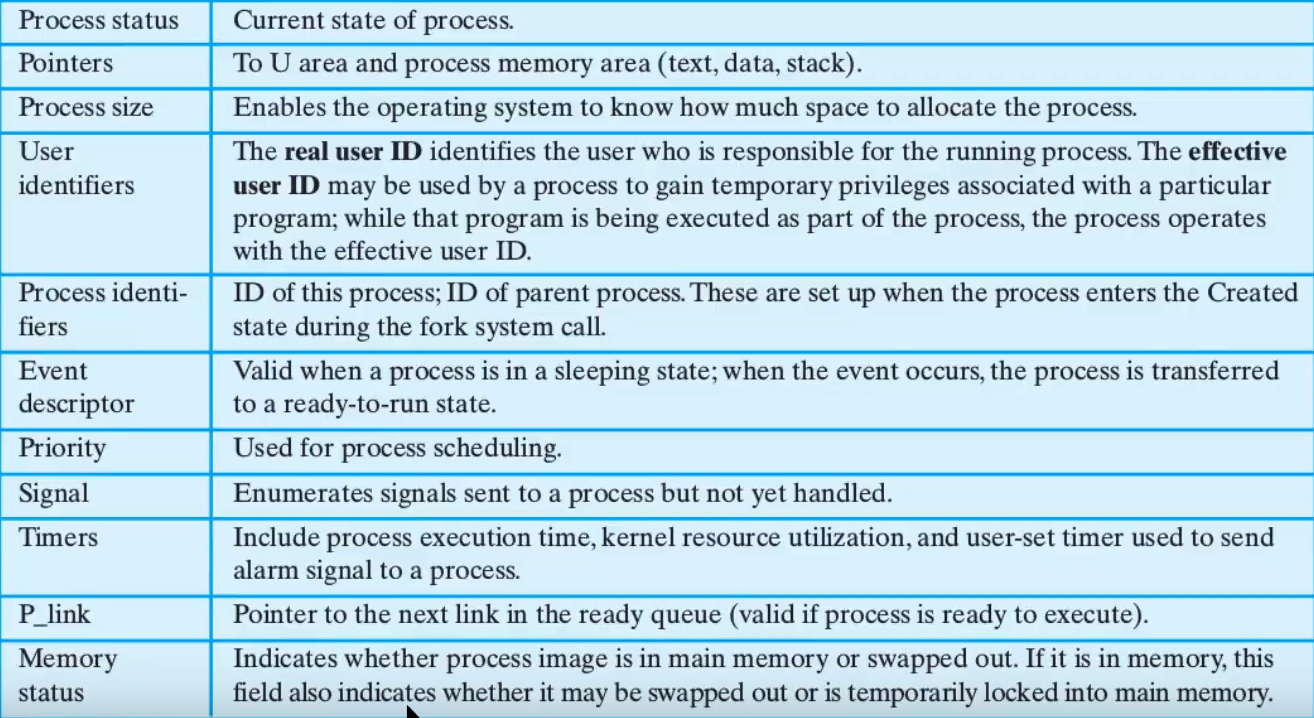 Process status Current state of process.
Pointers To U area and process memory area (text, data, stack).
Process size Enables the operating system to know how much space to allocate the process.
User The real user ID identifies the user who is responsible for the running process. The effective
identifiers user ID may be used by a process to gain temporary privileges associated with a particular
program; while that program is being executed as part of the process, the process operates
with the effective user ID.
Process identi- ID of this process; ID of parent process. These are set up when the process enters the Created
fiers state during the fork system call.
Event Valid when a process is in a sleeping state; when the event occurs, the process is transferred
descriptor to a ready-to-run state.
Priority Used for process scheduling.
Signal Enumerates signals sent to a process but not yet handled.
Timers Include process execution time, kernel resource utilization, and user-set timer used to send
alarm signal to a process.
P_link Pointer to the next link in the ready queue (valid if process is ready to execute).
Memory Indicates whether process image is in main memory or swapped out. If it is in memory, this
status field also indicates whether it may be swapped out or is temporarily locked into main memory.